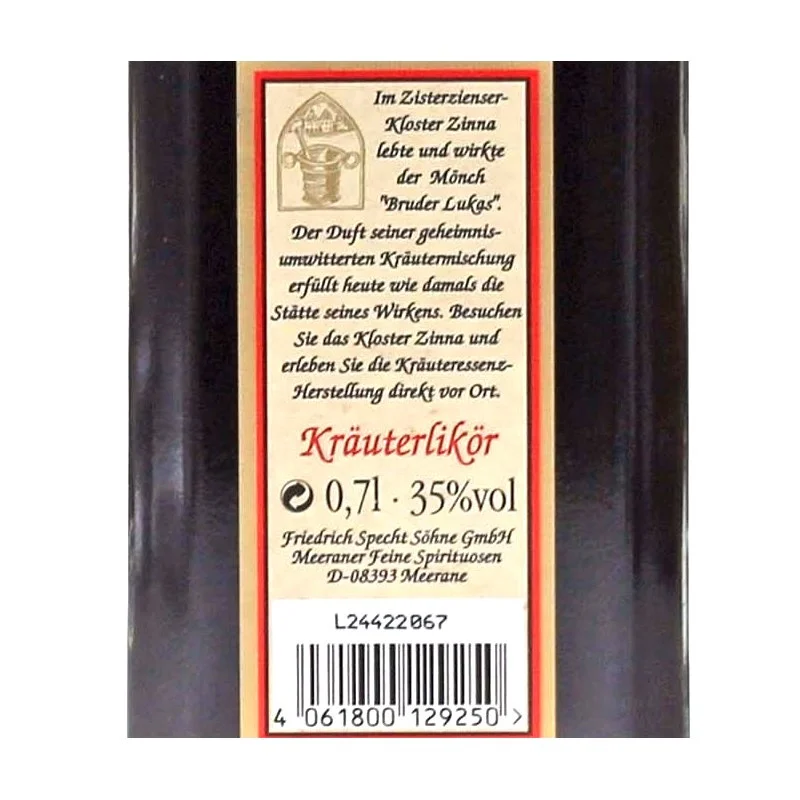 Im Zisterzienser-
Kloster Zinna
lebte und wirkte
der Mönch
"Bruder Lukas".
Der Duft seiner geheimnis-
umwitterten Kräutermischung
erfüllt heute wie damals die
Stätte seines Wirkens. Besuchen
Sie das Kloster Zinna und
erleben Sie die Kräuteressenz-
Herstellung direkt vor Ort.
Kräuterlikör
0,7l · 35%vol
Friedrich Specht Söhne GmbH
Meeraner Feine Spirituosen
D-08393 Meerane
L24422067
4 061800 129250 >